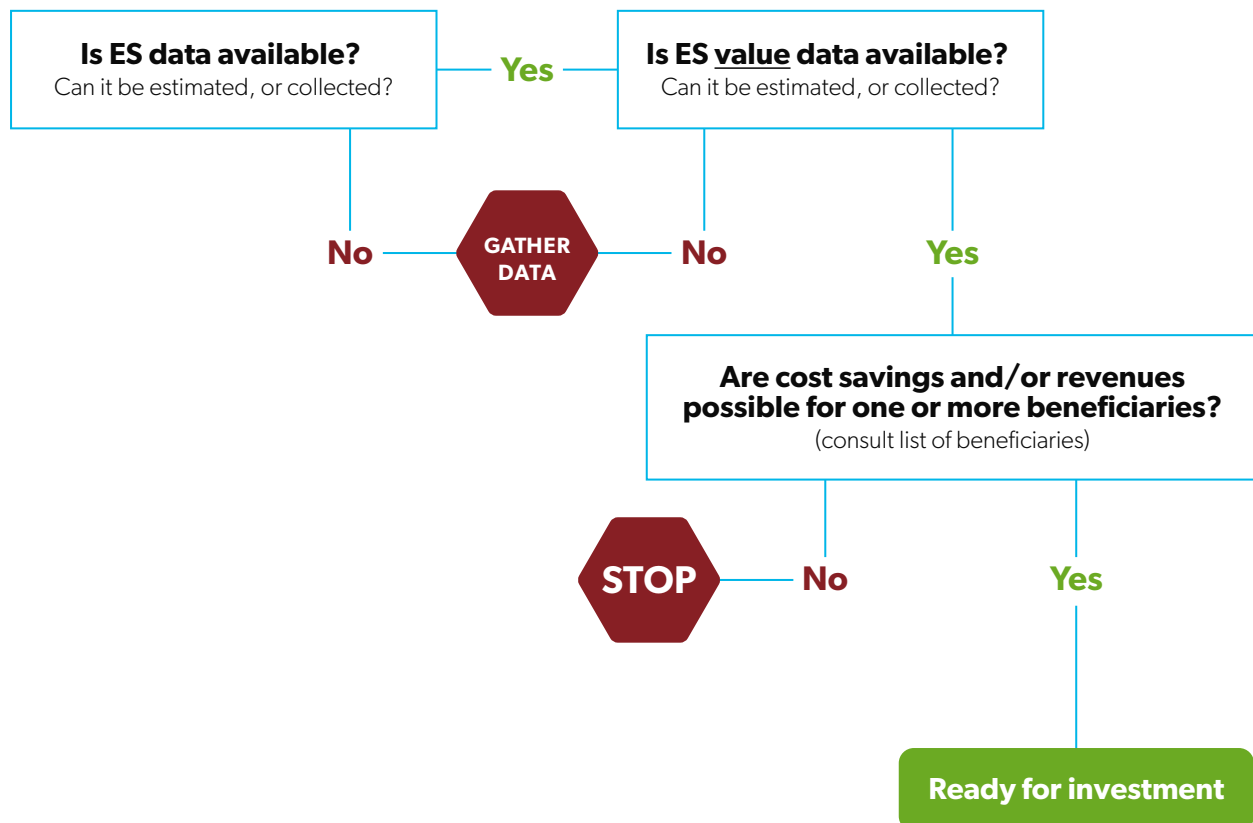 Is ES data available?
Can it be estimated, or collected?
Yes
Is ES value data available?
Can it be estimated, or collected?
No
GATHER
DATA
No
Yes
Are cost savings and/or revenues
possible for one or more beneficiaries?
(consult list of beneficiaries)
STOP
No
Yes
Ready for investment